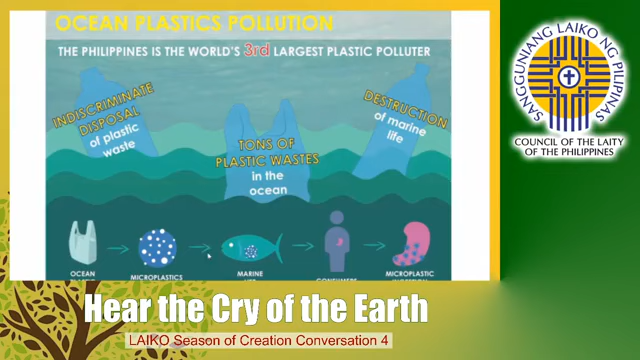 OCEAN PLASTICS POLLUTION
THE PHILIPPINES IS THE WORLD'S 3rd LARGEST PLASTIC POLLUTER
INDISCRIMINATE
DISPOSAL
of plastic
waste
TONS OF
PLASTIC WASTES
in the
ocean
DESTRUCTION
of marine
life
OCEAN
MICROPLASTICS
MARINE
CONSUMERS
MICROPLASTIC
SANGGUNIANG LAIKO NG PILIPINAS
COUNCIL OF THE LAITY
OF THE PHILIPPINES
Hear the Cry of the Earth
LAIKO Season of Creation Conversation 4